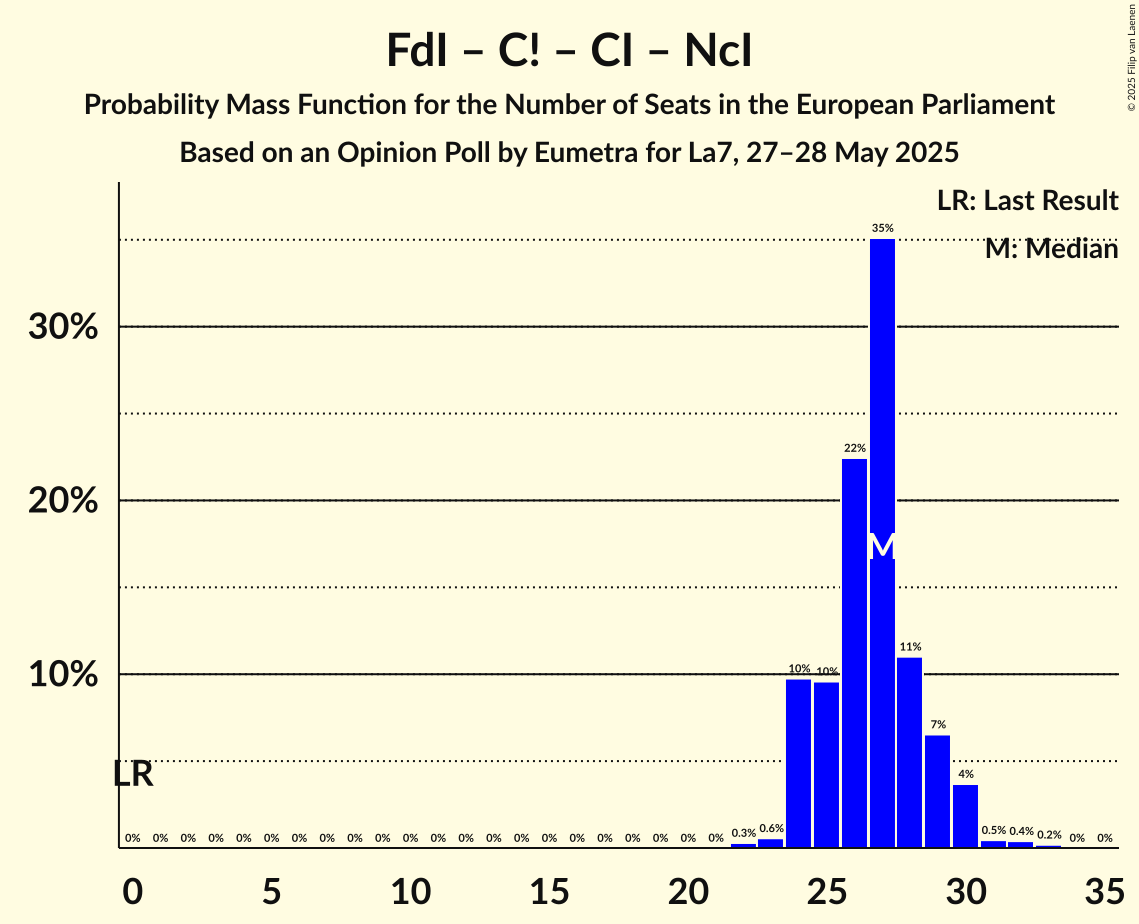 FdI – C! – CI – NcI
Probability Mass Function for the Number of Seats in the European Parliament
Based on an Opinion Poll by Eumetra for La7, 27–28 May 2025
© 2025 Filip van Laenen
LR: Last Result
M: Median
30%
20%
10%
35%
22%
M
10% 10%
11%
7%
4%
LR
0% 0% 0% 0% 0% 0% 0% 0% 0% 0% 0% 0% 0% 0% 0% 0% 0% 0% 0% 0% 0% 0% 0.3% 0.6% 0.5% 0.4% 0.2% 0% 0%
0 5 10 15 20 25 30 35